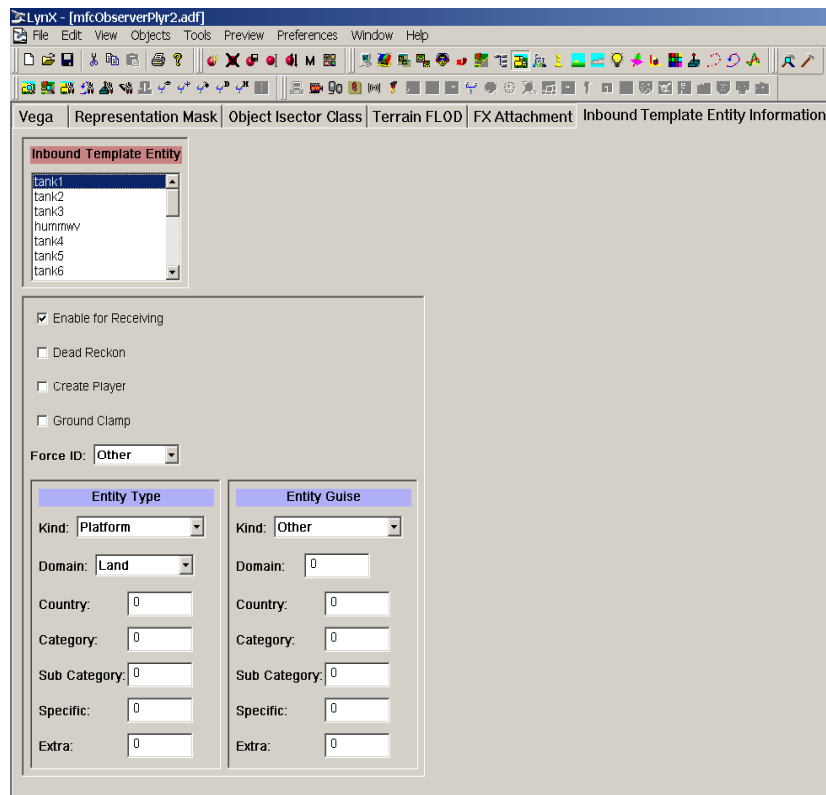 LynX - [mfcObserverPlyr2.adf]
File Edit View Objects Tools Preview Preferences Window Help
Vega Representation Mask Object Isector Class Terrain FLOD FX Attachment Inbound Template Entity Information
Inbound Template Entity
tank1
tank2
tank3
hummwv
tank4
tank5
tank6
Enable for Receiving
Dead Reckon
Create Player
Ground Clamp
Force ID: Other
Entity Type
Kind: Platform
Domain: Land
Country: 0
Category: 0
Sub Category: 0
Specific: 0
Extra: 0
Entity Guise
Kind: Other
Domain: 0
Country: 0
Category: 0
Sub Category: 0
Specific: 0
Extra: 0